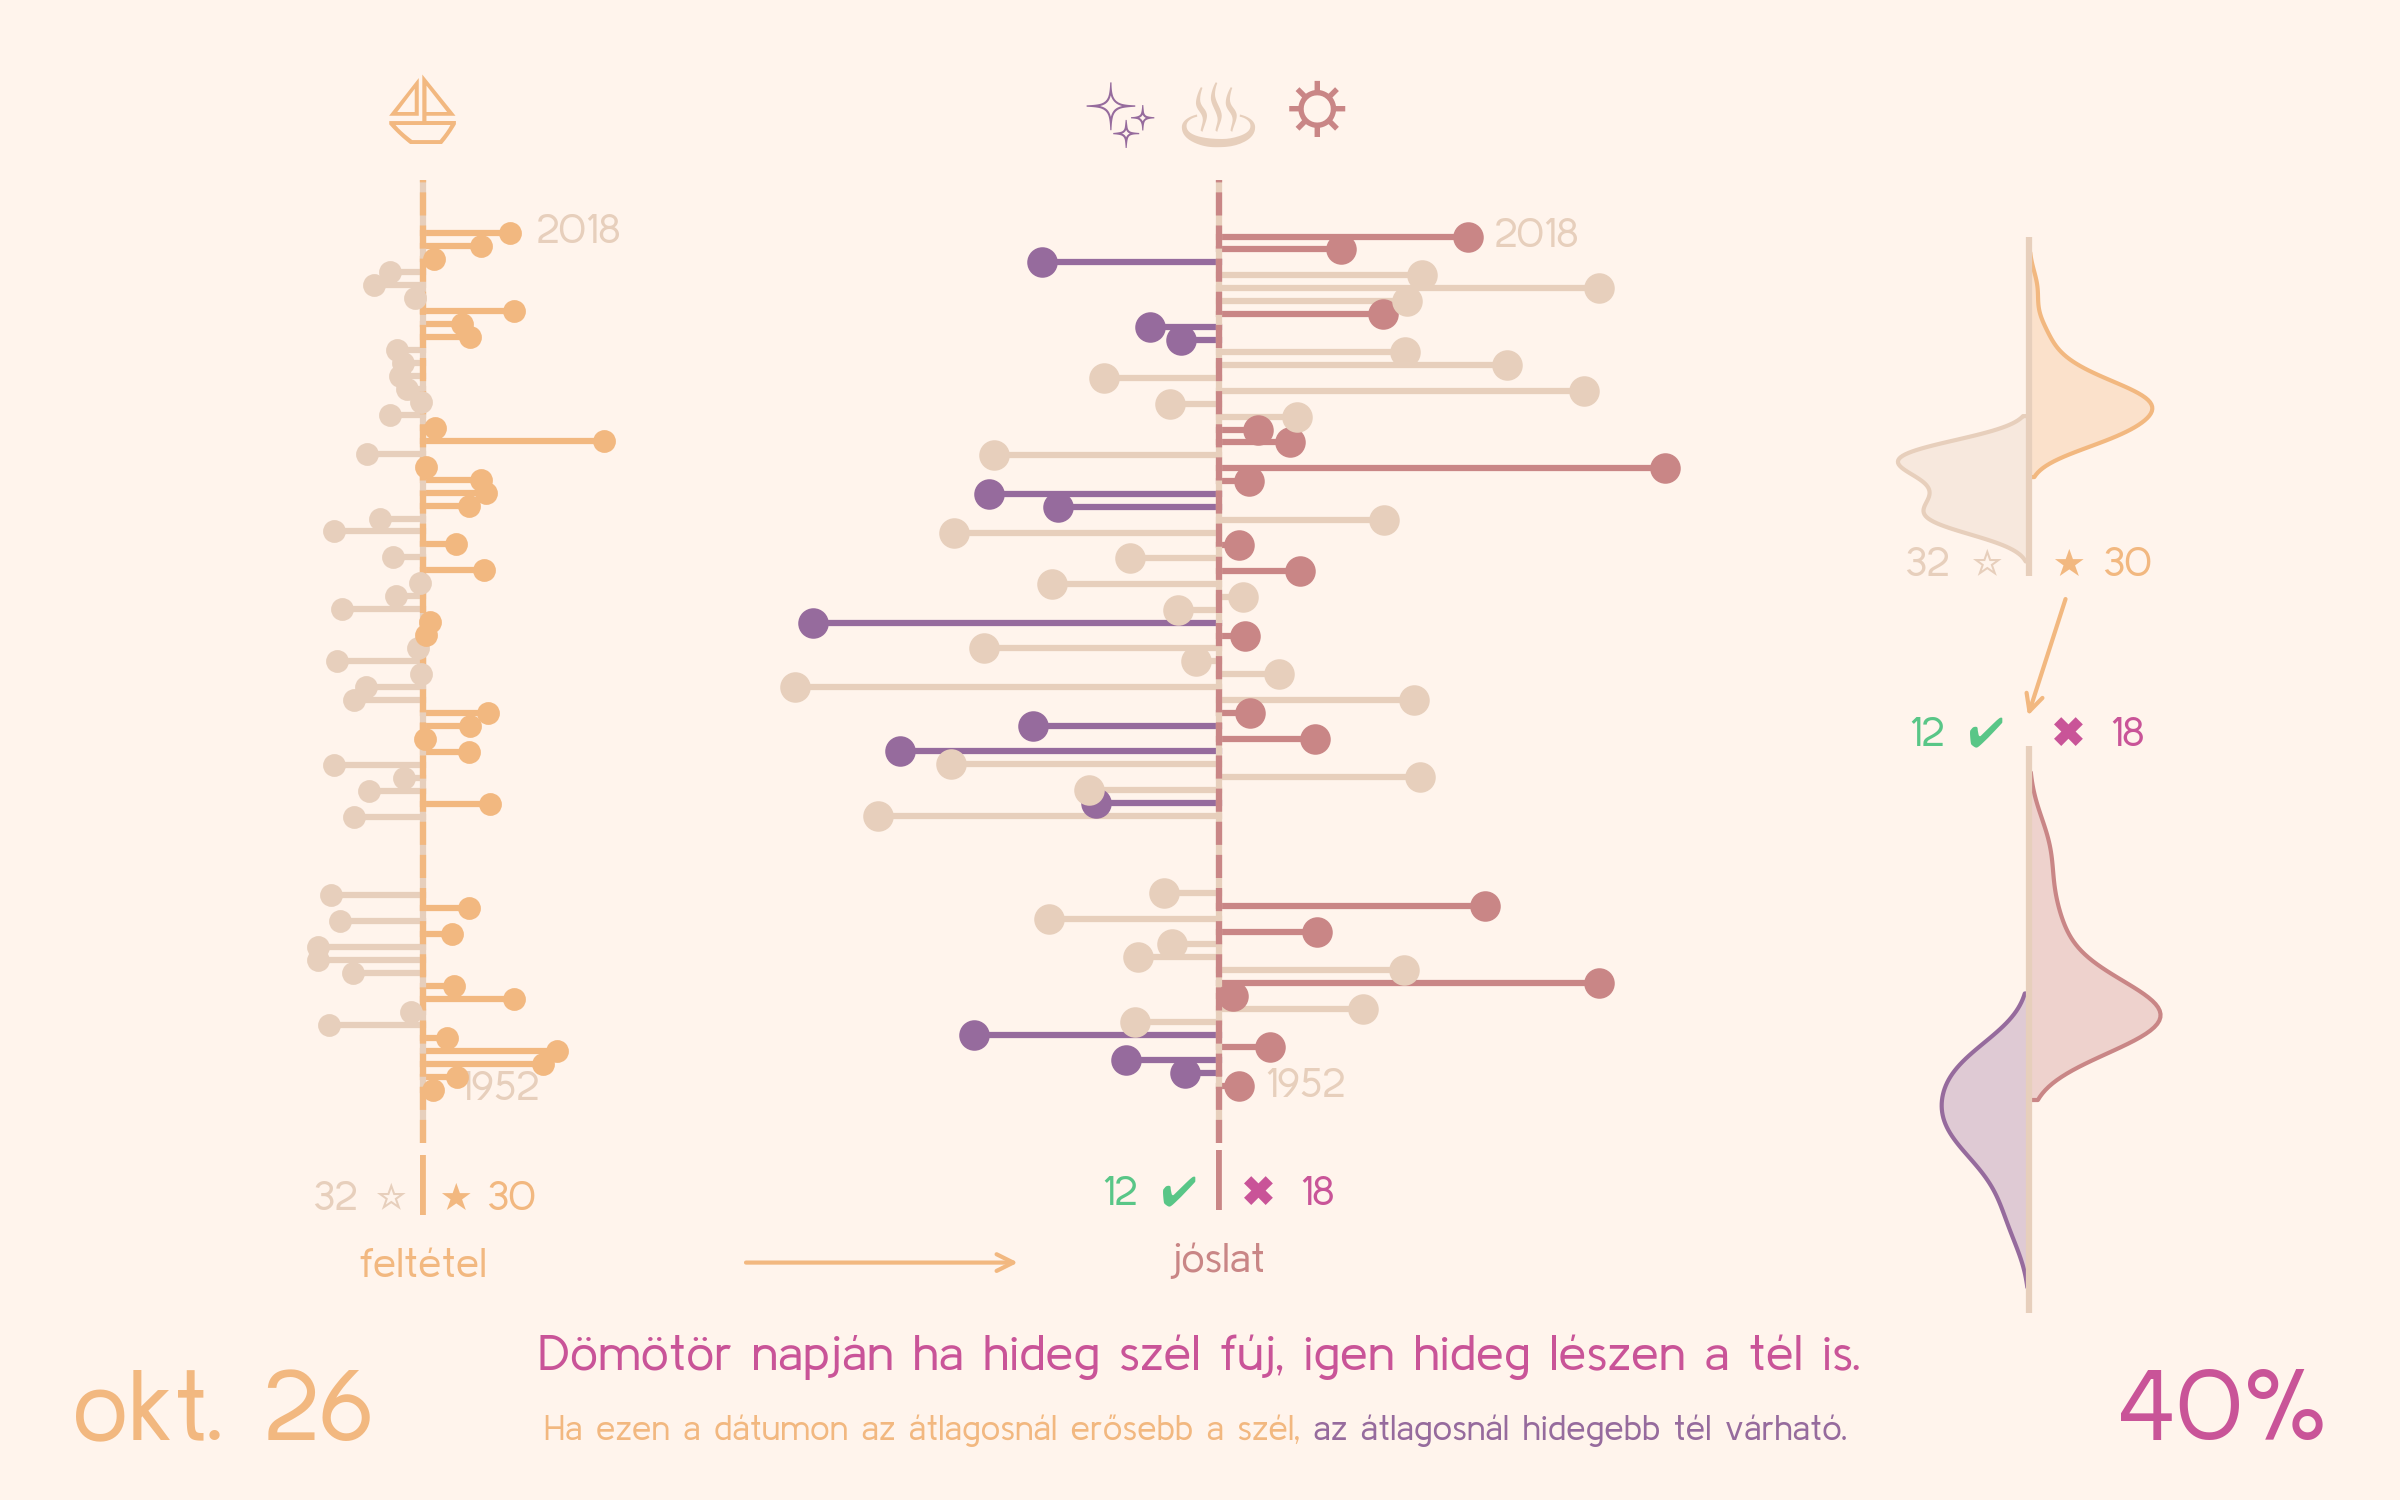 2018
2018
32 ☆ ★ 30
12 ✔ ✖ 18
1952
1952
32 ☆ ★ 30
12 ✔ ✖ 18
feltétel
jóslat
Dömötör napján ha hideg szél fúj, igen hideg lészen a tél is.
okt. 26
40%
Ha ezen a dátumon az átlagosnál erősebb a szél, az átlagosnál hidegebb tél várható.